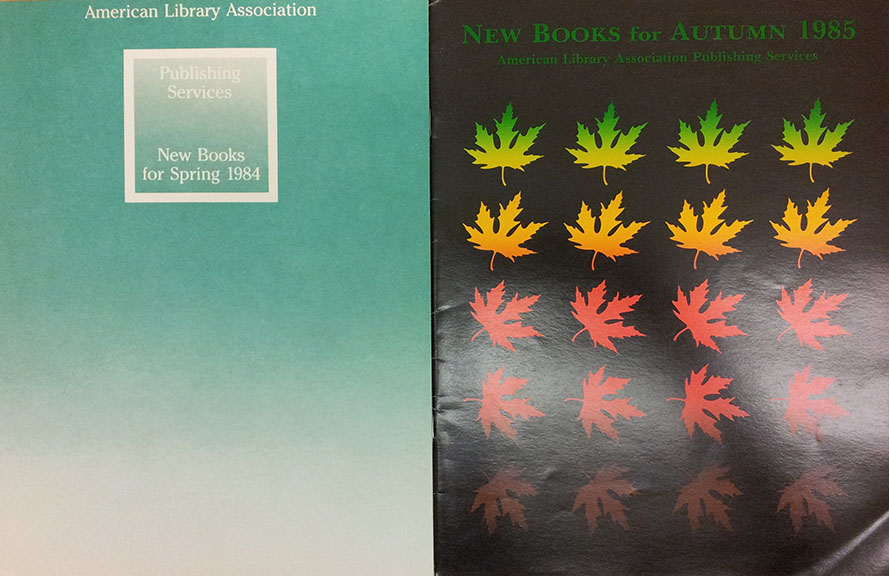 American Library Association
Publishing
Services
New Books
for Spring 1984
New Books for Autumn 1985
American Library Association Publishing Services